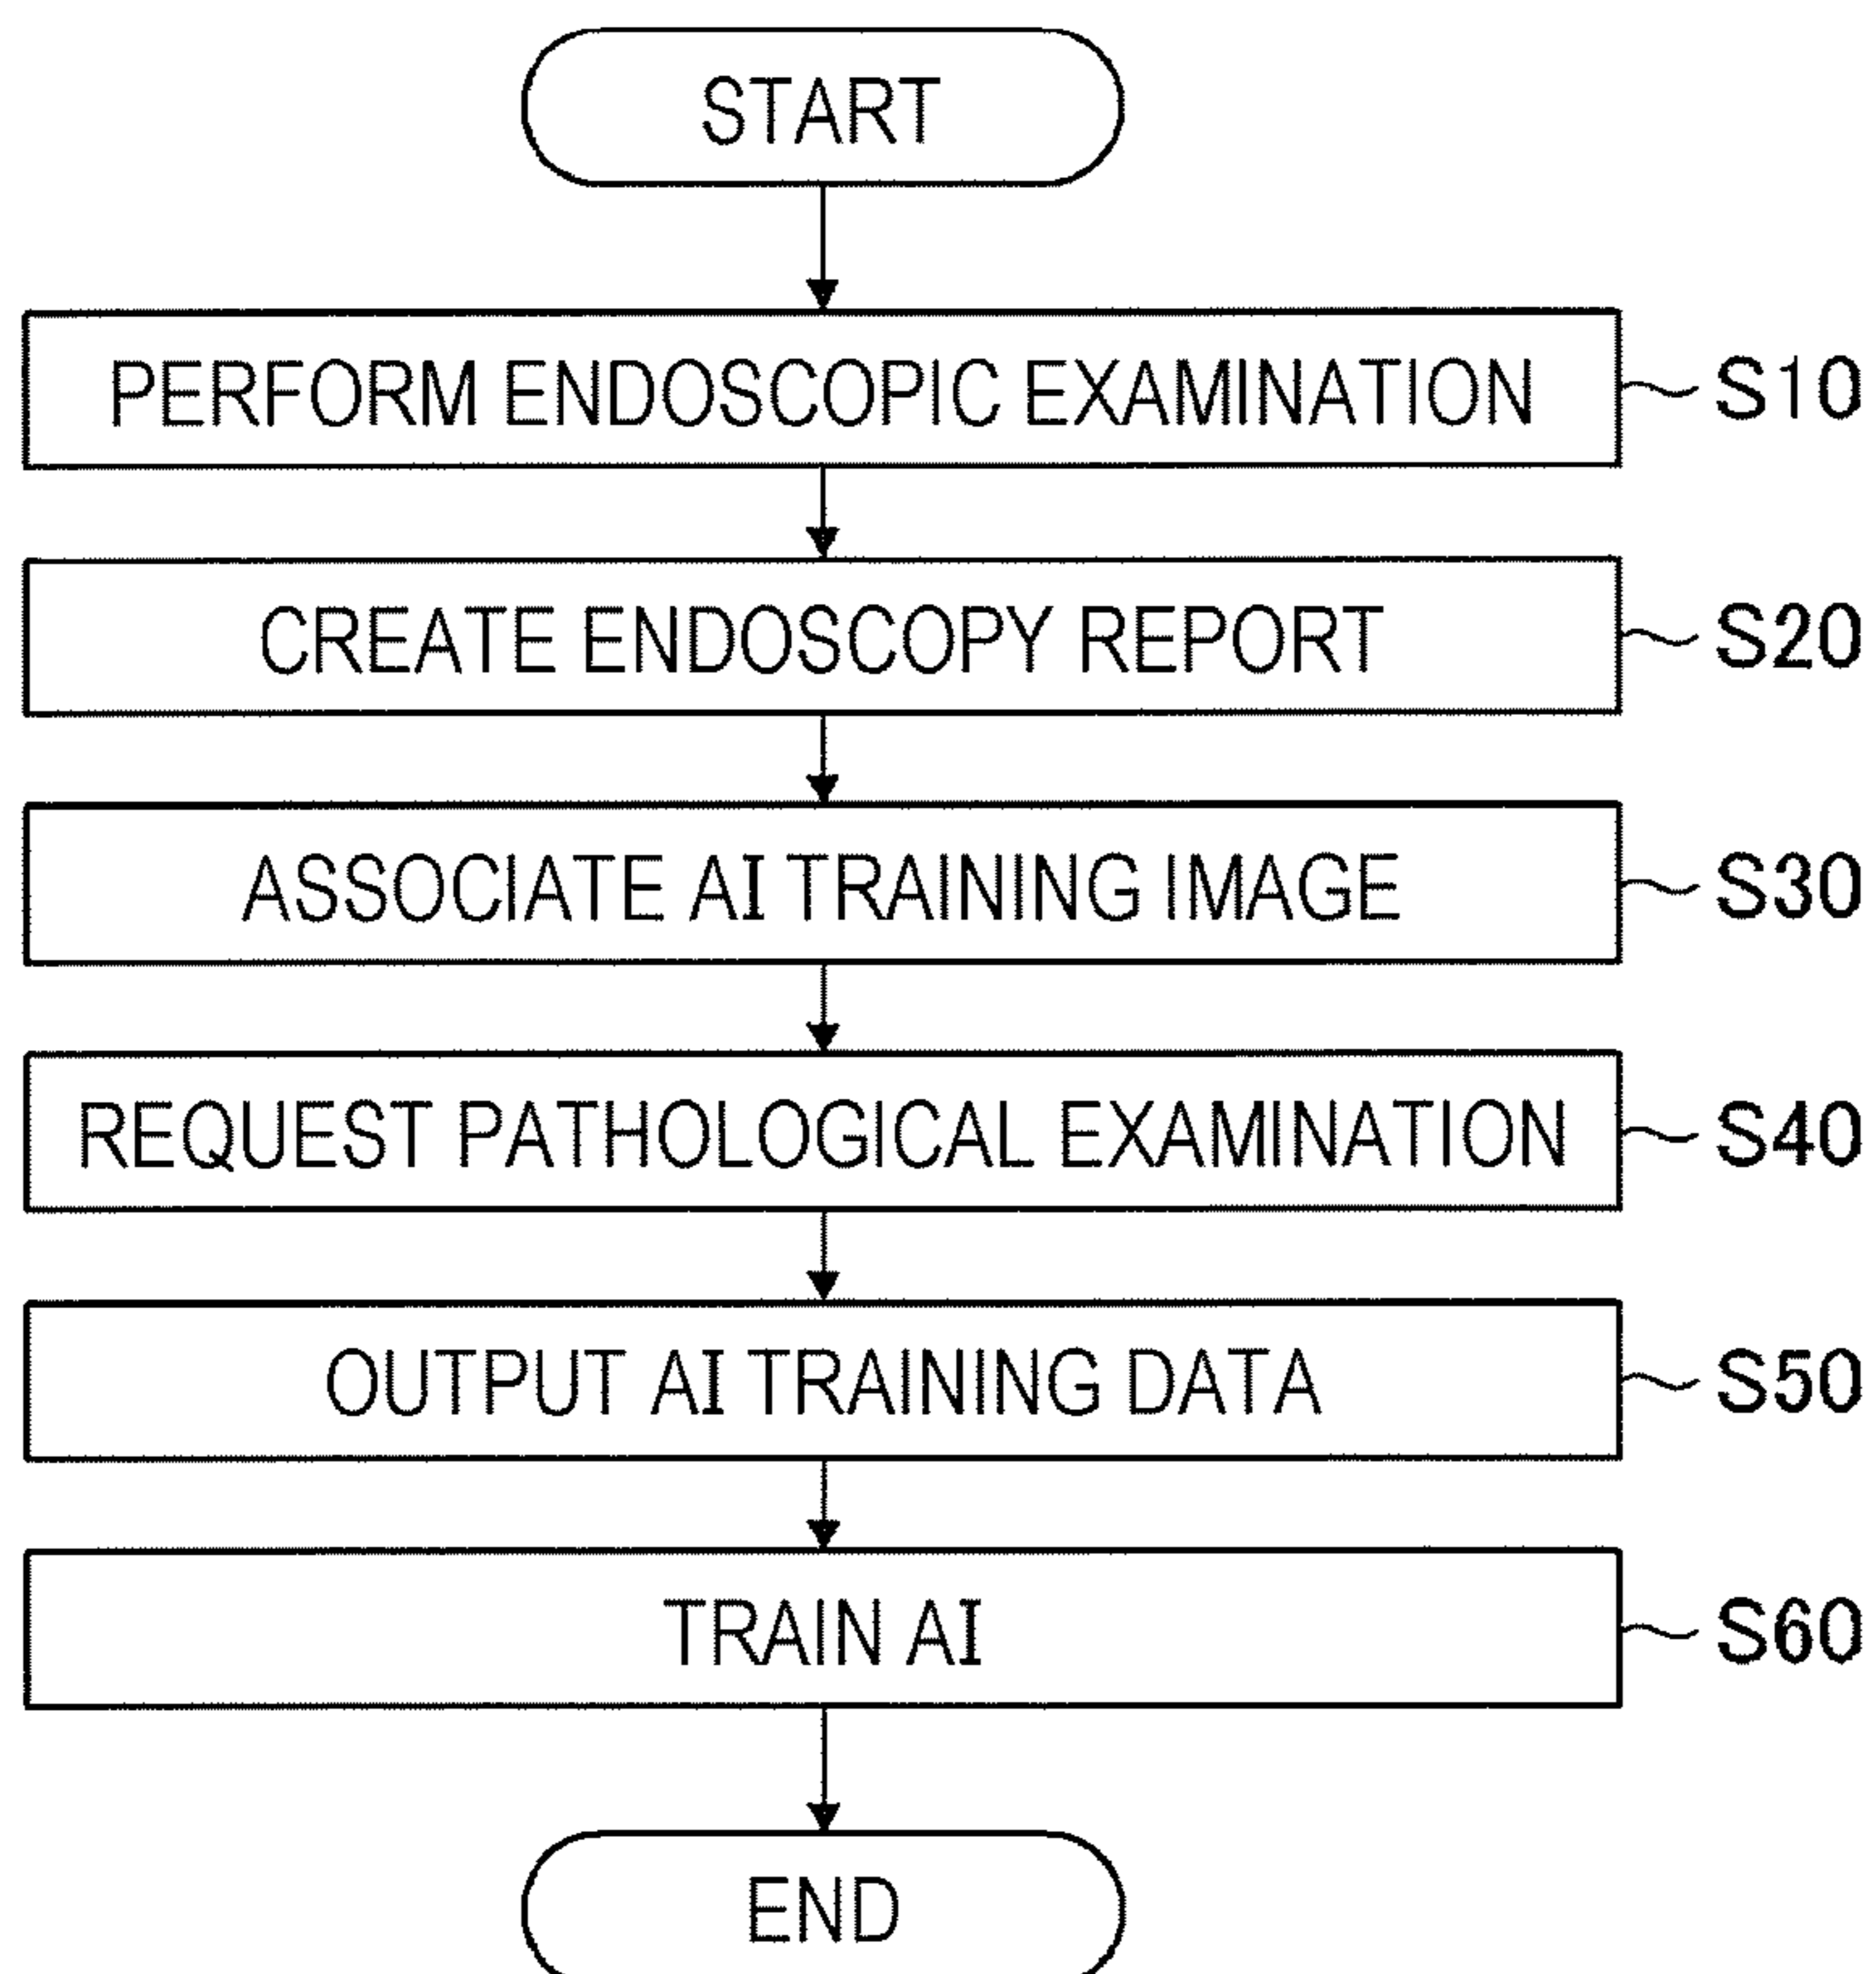 START
PERFORM ENDOSCOPIC EXAMINATION S10
CREATE ENDOSCOPY REPORT S20
ASSOCIATE AI TRAINING IMAGE S30
REQUEST PATHOLOGICAL EXAMINATION S40
OUTPUT AI TRAINING DATA S50
TRAIN AI S60
END